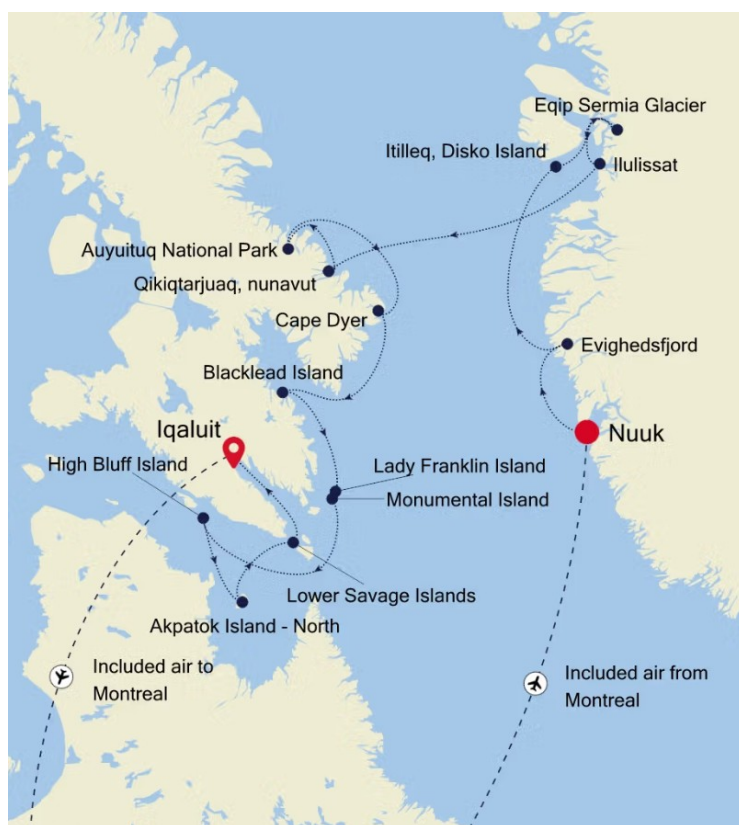 Eqip Sermia Glacier
Itilleq, Disko Island
Ilulissat
Auyuituq National Park
Qikiqtarjuaq, nunavut
Cape Dyer
Evighedsfjord
Blacklead Island
Iqaluit
Nuuk
High Bluff Island
Lady Franklin Island
Monumental Island
Lower Savage Islands
Akpatok Island - North
Included air to
Montreal
Included air from
Montreal